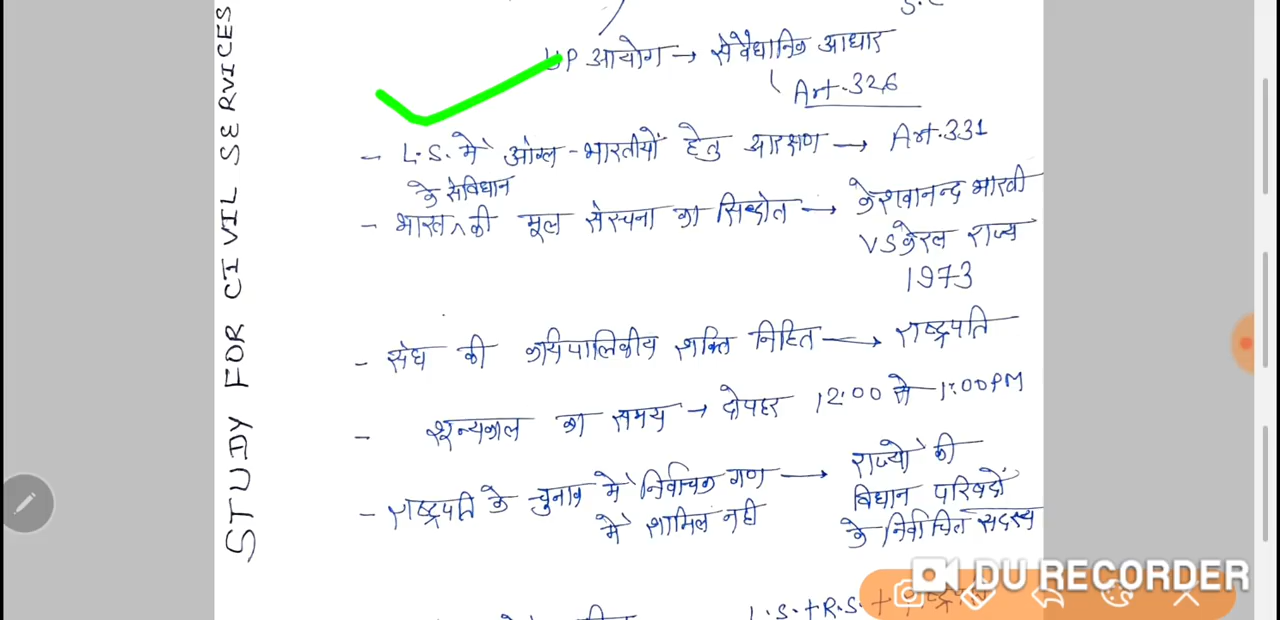 S.C
UP आयोग → संवैधानिक आधार
Art. 326
- L.S. में आंग्ल-भारतीयों हेतु आरक्षण → Art. 331
के संविधान
- भारत ^ की मूल संरचना का सिद्धांत → केशवानन्द भारती
VS केरल राज्य
1973
- संघ की कार्यपालिकीय शक्ति निहित → राष्ट्रपति
- शून्यकाल का समय → दोपहर 12:00 से 1:00 PM
- राष्ट्रपति के चुनाव में निर्वाचक गण → राज्यों की
में शामिल नहीं विधान परिषदों
के निर्वाचित सदस्य
L.S. + R.S. +
STUDY FOR CIVIL SERVICES
DU RECORDER